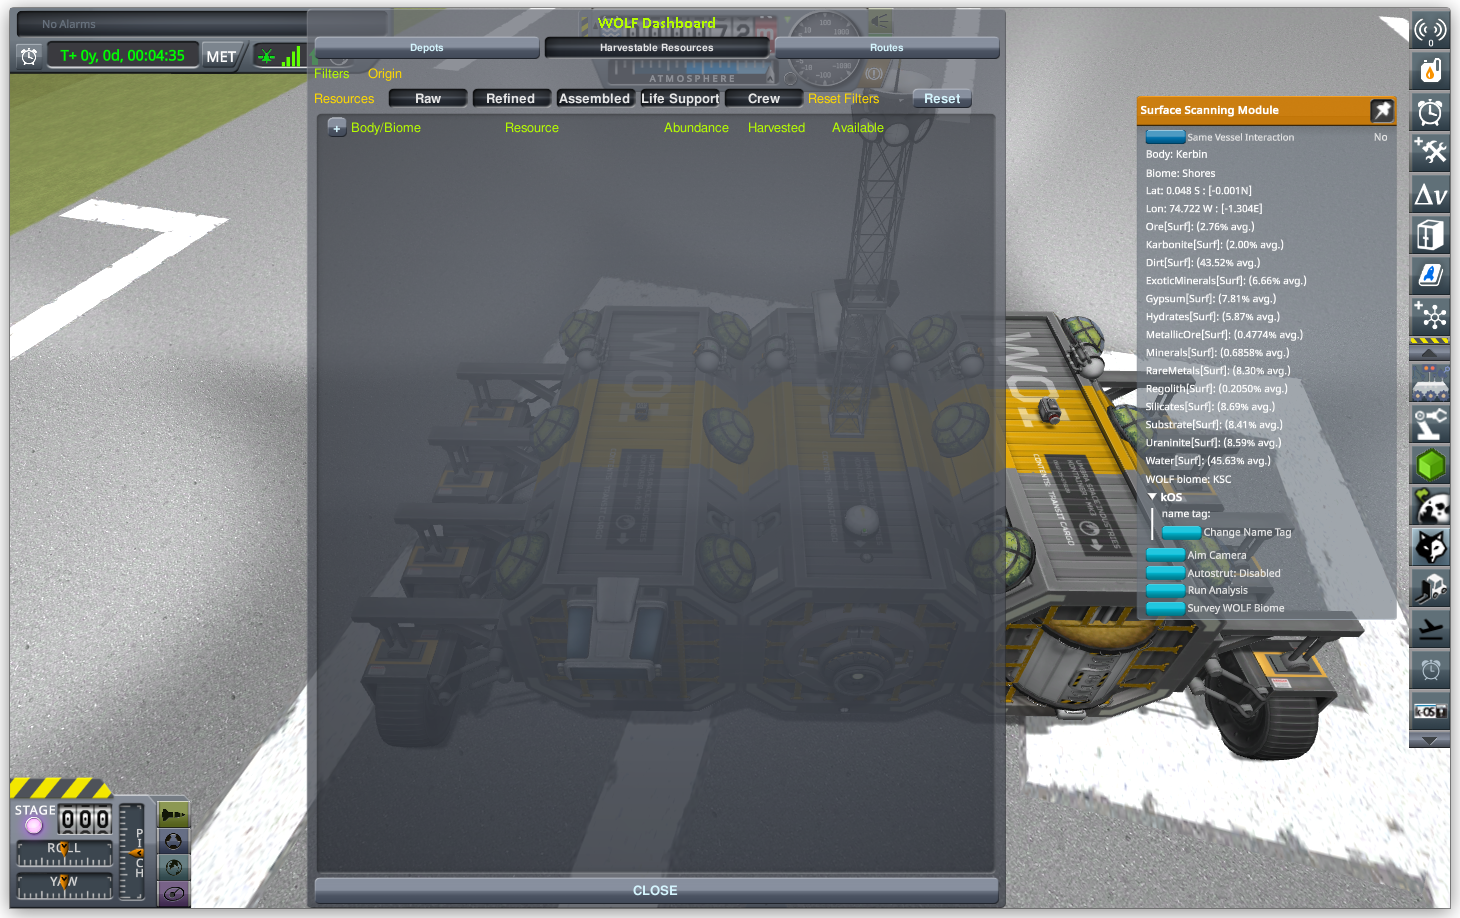 No Alarms
T+ 0y, 0d, 00:04:35
MET
WOLF Dashboard
Depots
Harvestable Resources
Routes
ATMOSPHERE
Filters
Origin
Resources
Raw
Refined
Assembled
Life Support
Crew
Reset Filters
Reset
Body/Biome
Resource
Abundance
Harvested
Available
CLOSE
Surface Scanning Module
Same Vessel Interaction
No
Body: Kerbin
Biome: Shores
Lat: 0.048 S : [-0.001N]
Lon: 74.722 W : [-1.304E]
Ore[Surf]: (2.76% avg.)
Karbonite[Surf]: (2.00% avg.)
Dirt[Surf]: (43.52% avg.)
ExoticMinerals[Surf]: (6.66% avg.)
Gypsum[Surf]: (7.81% avg.)
Hydrates[Surf]: (5.87% avg.)
MetallicOre[Surf]: (0.4774% avg.)
Minerals[Surf]: (0.6858% avg.)
RareMetals[Surf]: (8.30% avg.)
Regolith[Surf]: (0.2050% avg.)
Silicates[Surf]: (8.69% avg.)
Substrate[Surf]: (8.41% avg.)
Uraninite[Surf]: (8.59% avg.)
Water[Surf]: (45.63% avg.)
WOLF biome: KSC
kOS
name tag:
Change Name Tag
Aim Camera
Autostrut: Disabled
Run Analysis
Survey WOLF Biome
0
Δv
k-OS
CONTENTS: TRANSIT CARGO
STAGE
000
ROLL
YAW
PITCH